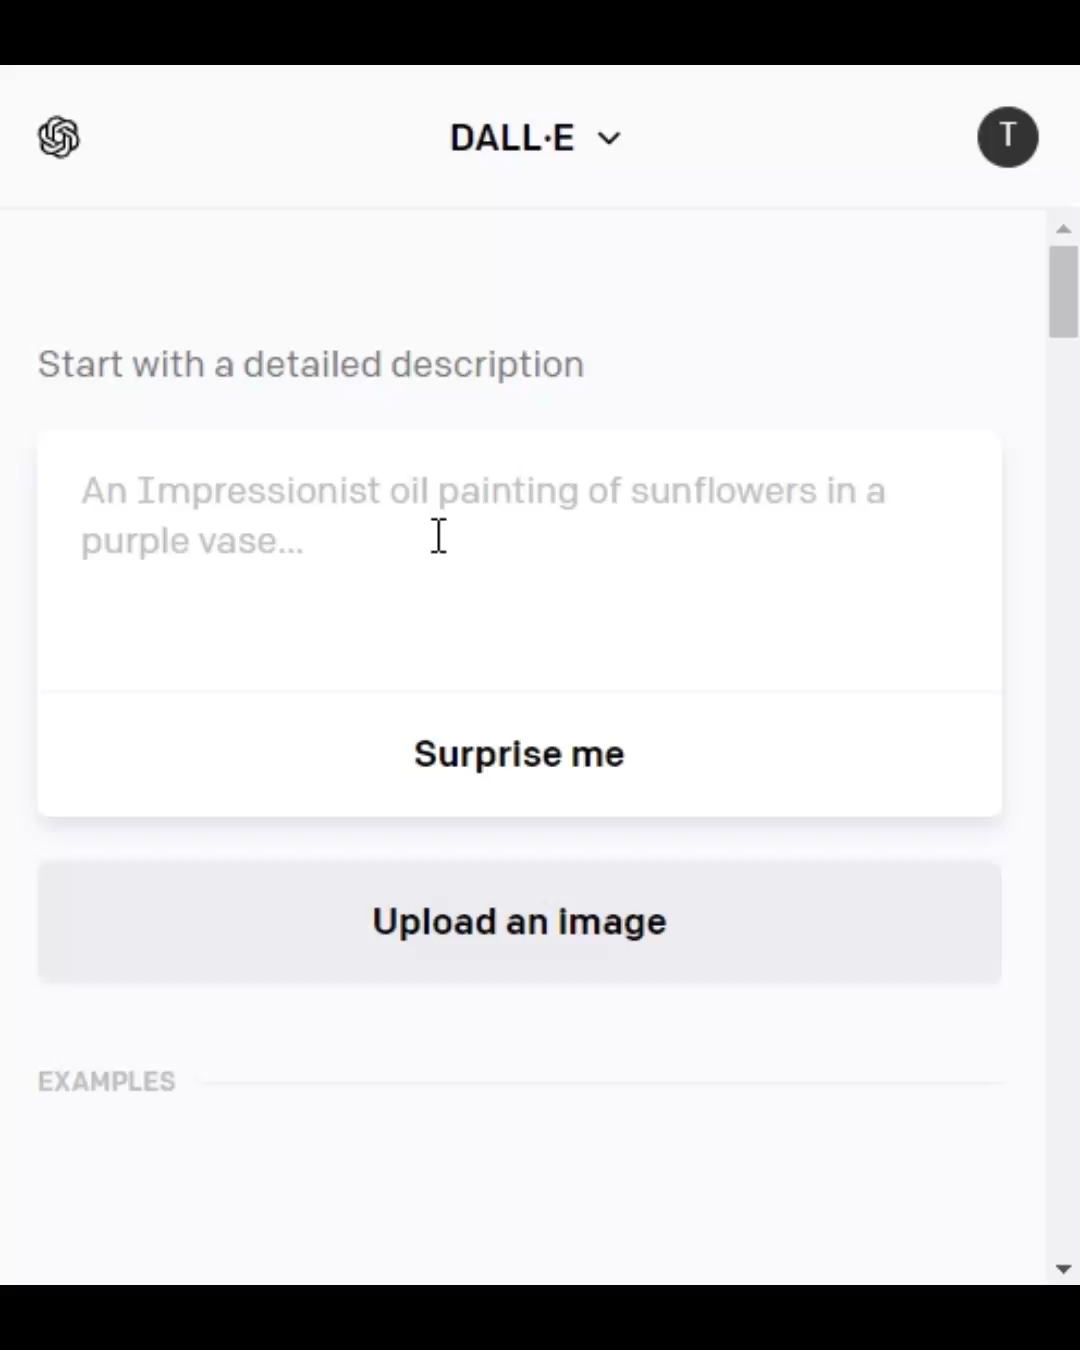 DALL·E
T
Start with a detailed description
An Impressionist oil painting of sunflowers in a
purple vase...
Surprise me
Upload an image
EXAMPLES